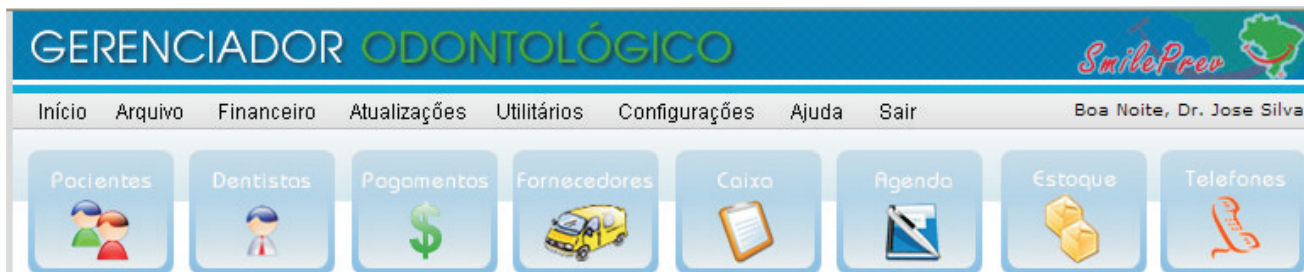 GERENCIADOR ODONTOLÓGICO SmilePrev
Início Arquivo Financeiro Atualizações Utilitários Configurações Ajuda Sair Boa Noite, Dr. Jose Silva
Pacientes Dentistas Pagamentos Fornecedores Caixa Agenda Estoque Telefones